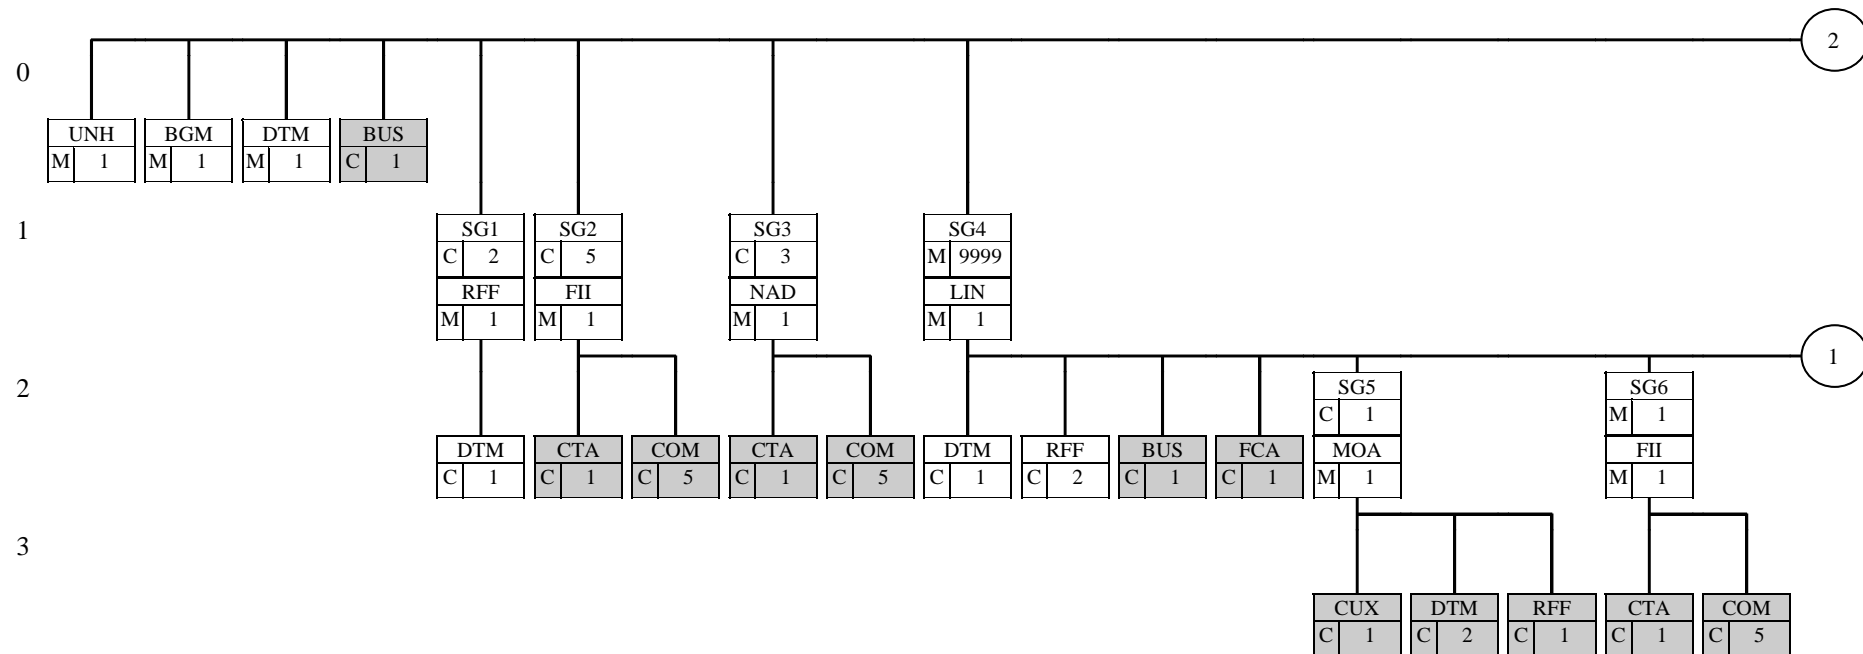 2
0
UNH BGM DTM BUS
M 1 M 1 M 1 C 1
1
SG1 SG2 SG3 SG4
C 2 C 5 C 3 M 9999
RFF FII NAD LIN
M 1 M 1 M 1 M 1
1
2
SG5 SG6
C 1 M 1
DTM CTA COM CTA COM DTM RFF BUS FCA MOA FII
C 1 C 1 C 5 C 1 C 5 C 1 C 2 C 1 C 1 M 1 M 1
3
CUX DTM RFF CTA COM
C 1 C 2 C 1 C 1 C 5